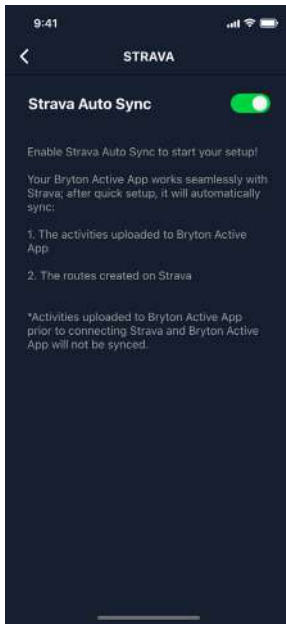 9:41
STRAVA
Strava Auto Sync
Enable Strava Auto Sync to start your setup!
Your Bryton Active App works seamlessly with
Strava; after quick setup, it will automatically
sync:
1. The activities uploaded to Bryton Active
App
2. The routes created on Strava
*Activities uploaded to Bryton Active App
prior to connecting Strava and Bryton Active
App will not be synced.